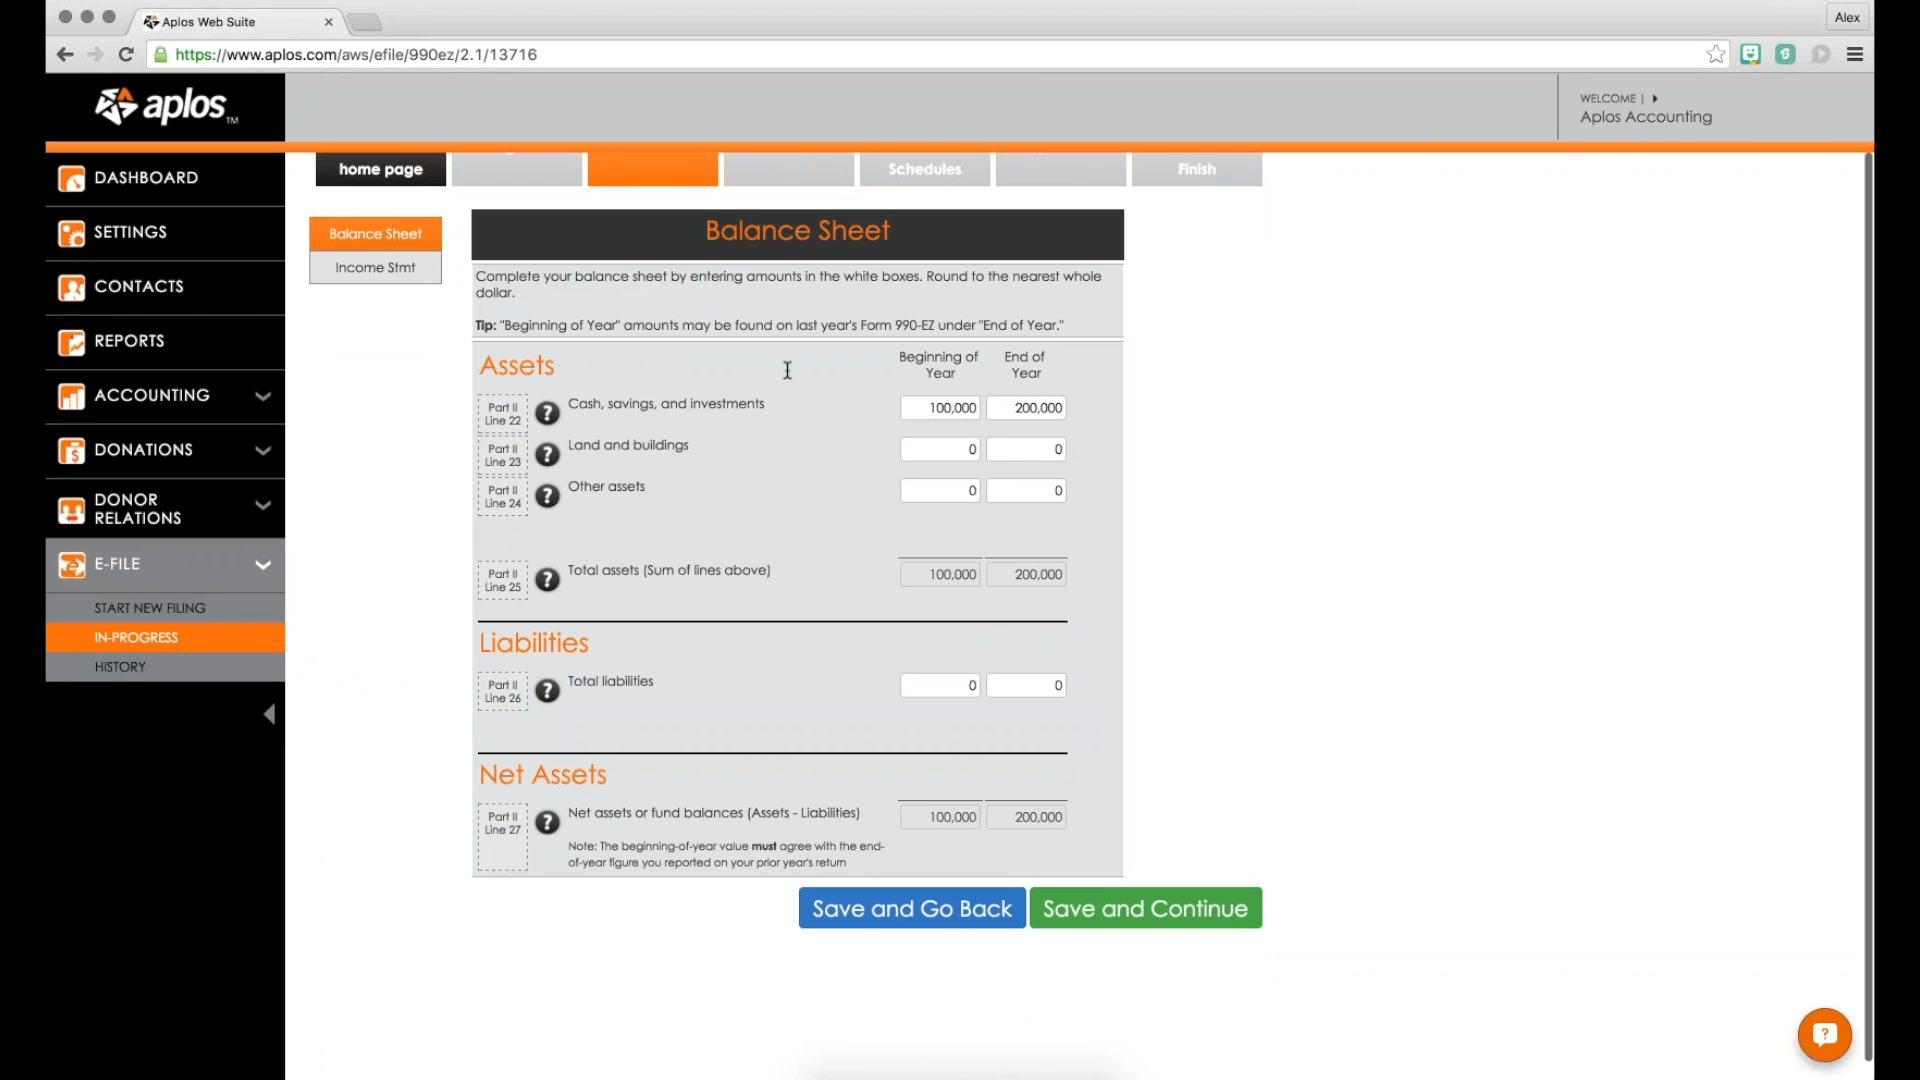 Aplos Web Suite
Alex
https://www.aplos.com/aws/efile/990ez/2.1/13716
aplos TM
WELCOME |
Aplos Accounting
DASHBOARD
SETTINGS
CONTACTS
REPORTS
ACCOUNTING
DONATIONS
DONOR
RELATIONS
E-FILE
START NEW FILING
IN-PROGRESS
HISTORY
home page
Schedules
Finish
Balance Sheet
Income Stmt
Balance Sheet
Complete your balance sheet by entering amounts in the white boxes. Round to the nearest whole
dollar.
Tip: "Beginning of Year" amounts may be found on last year's Form 990-EZ under "End of Year."
Assets
Beginning of
Year
End of
Year
Part II
Line 22
? Cash, savings, and investments 100,000 200,000
Part II
Line 23
? Land and buildings 0 0
Part II
Line 24
? Other assets 0 0
Part II
Line 25
? Total assets (Sum of lines above) 100,000 200,000
Liabilities
Part II
Line 26
? Total liabilities 0 0
Net Assets
Part II
Line 27
? Net assets or fund balances (Assets - Liabilities) 100,000 200,000
Note: The beginning-of-year value must agree with the end-
of-year figure you reported on your prior year's return
Save and Go Back
Save and Continue
?